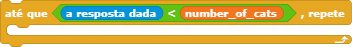 até que a resposta dada < number_of_cats , repete